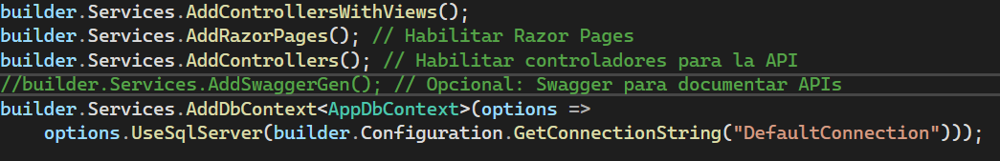 builder.Services.AddControllersWithViews();
builder.Services.AddRazorPages(); // Habilitar Razor Pages
builder.Services.AddControllers(); // Habilitar controladores para la API
//builder.Services.AddSwaggerGen(); // Opcional: Swagger para documentar APIs
builder.Services.AddDbContext<AppDbContext>(options =>
    options.UseSqlServer(builder.Configuration.GetConnectionString("DefaultConnection")));